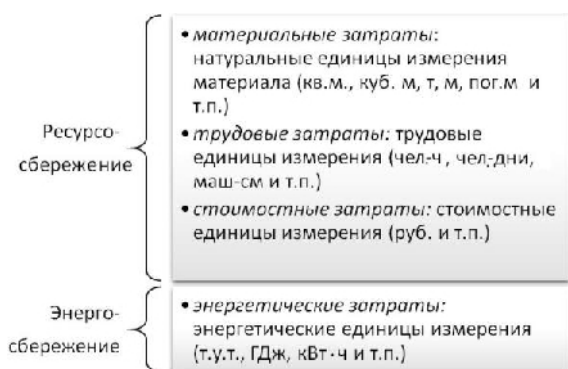 Ресурсо-
сбережение
• материальные затраты:
натуральные единицы измерения
материала (кв.м., куб. м, т, м, пог.м и
т.п.)
• трудовые затраты: трудовые
единицы измерения (чел-ч , чел-дни,
маш-см и т.п.)
• стоимостные затраты: стоимостные
единицы измерения (руб. и т.п.)
Энерго-
сбережение
• энергетические затраты:
энергетические единицы измерения
(т.у.т., ГДж, кВт·ч и т.п.)